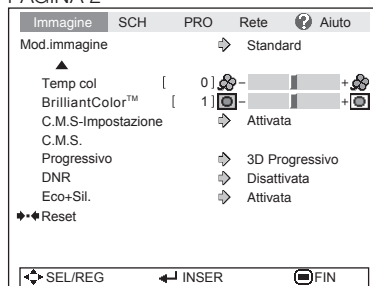 PAGINA 2
Immagine SCH PRO Rete ? Aiuto
Mod.immagine Standard
Temp col [ 0] - +
BrilliantColor™ [ 1] - +
C.M.S-Impostazione Attivata
C.M.S.
Progressivo 3D Progressivo
DNR Disattiva
Eco+Sil. Attivata
Reset
SEL/REG INSER FIN